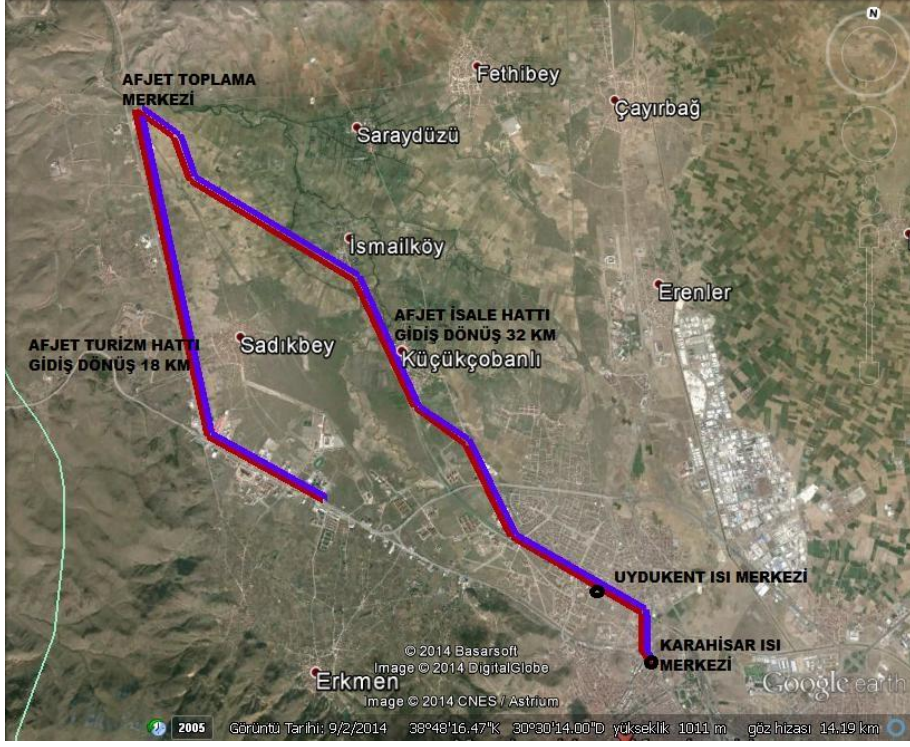 N
AFJET TOPLAMA
MERKEZİ
Fethibey
Çayırbağ
Saraydüzü
İsmailköy
Erenler
AFJET İSALE HATTI
GİDİŞ DÖNÜŞ 32 KM
AFJET TURİZM HATTI
GİDİŞ DÖNÜŞ 18 KM
Sadıkbey
Küçükçobanlı
UYDUKENT ISI MERKEZİ
KARAHİSAR ISI
MERKEZİ
Erkmen
© 2014 Basarsoft
Image © 2014 DigitalGlobe
Image © 2014 CNES / Astrium
Google earth
2005 Görüntü Tarihi: 9/2/2014 38°48'16.47"K 30°30'14.00"D yükseklik 1011 m göz hizası 14.19 km